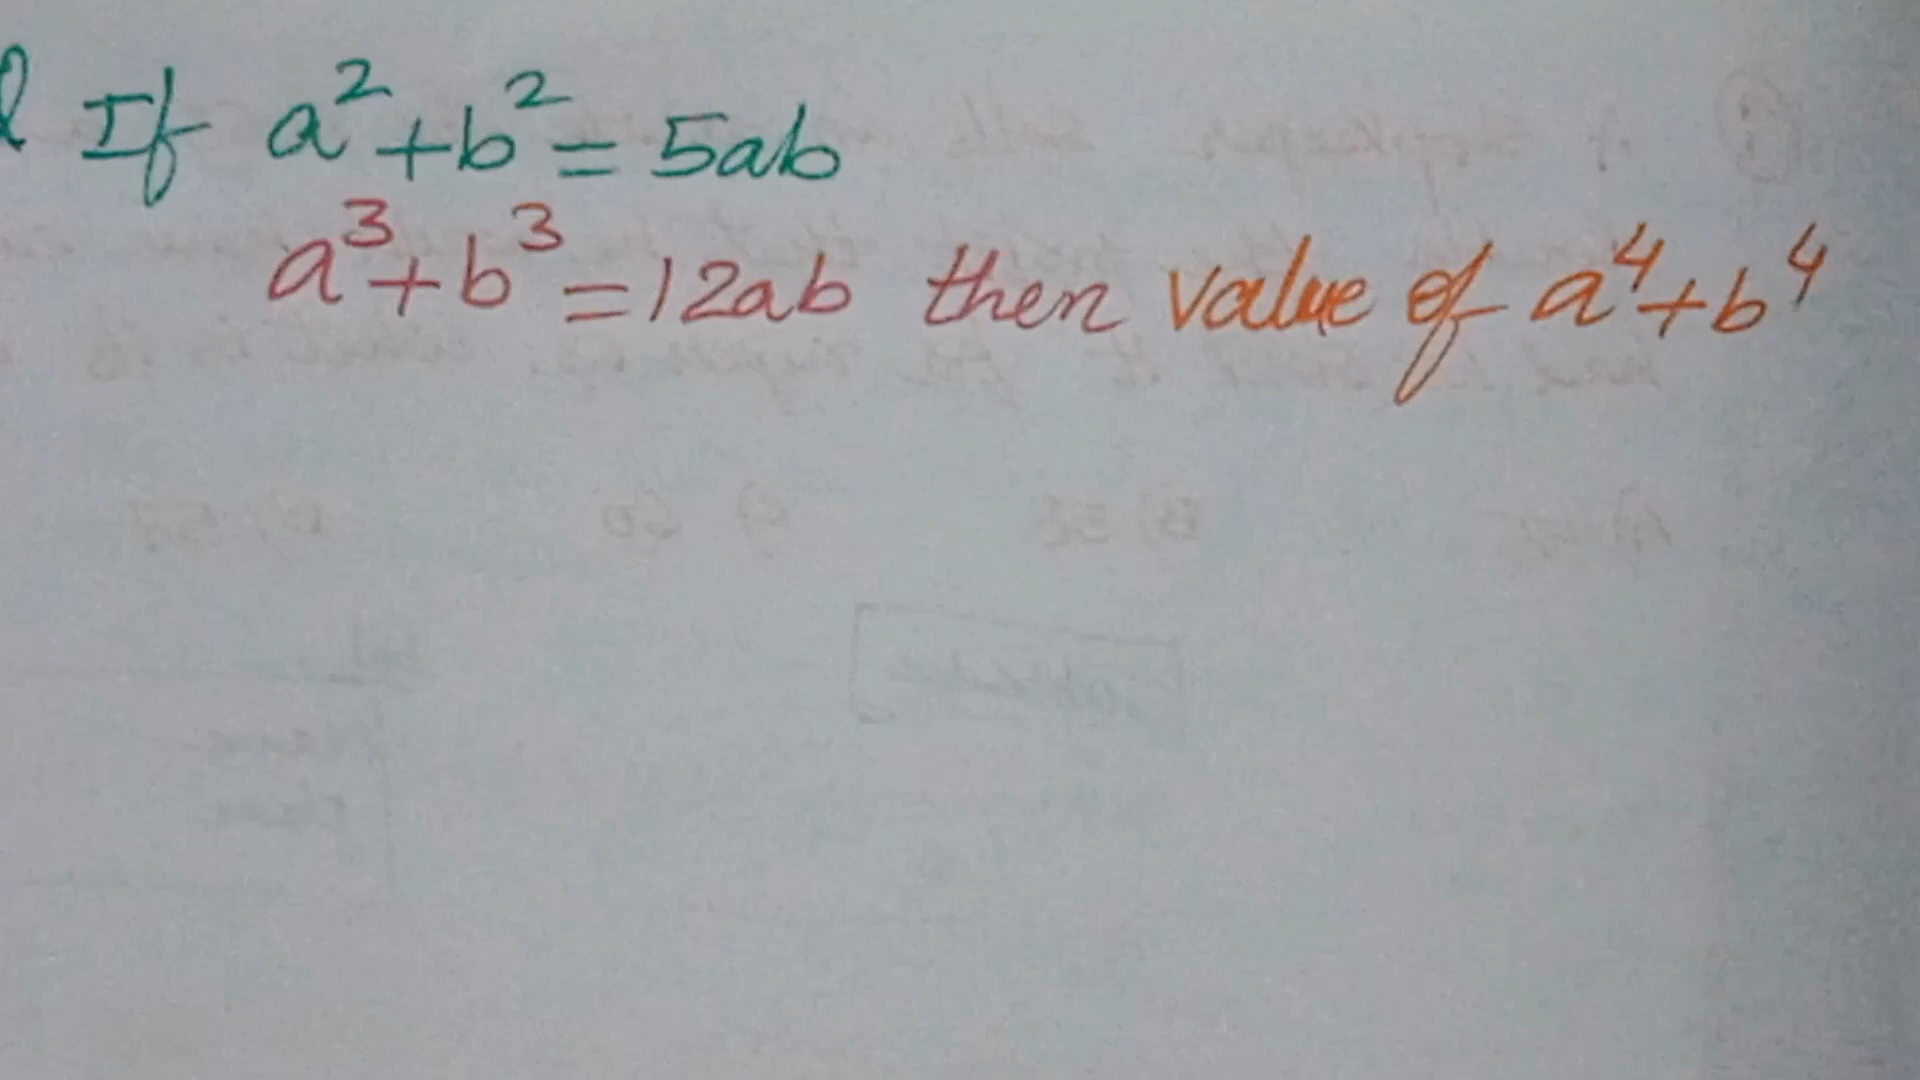 If a²+b²=5ab
a³+b³=12ab then value of a⁴+b⁴